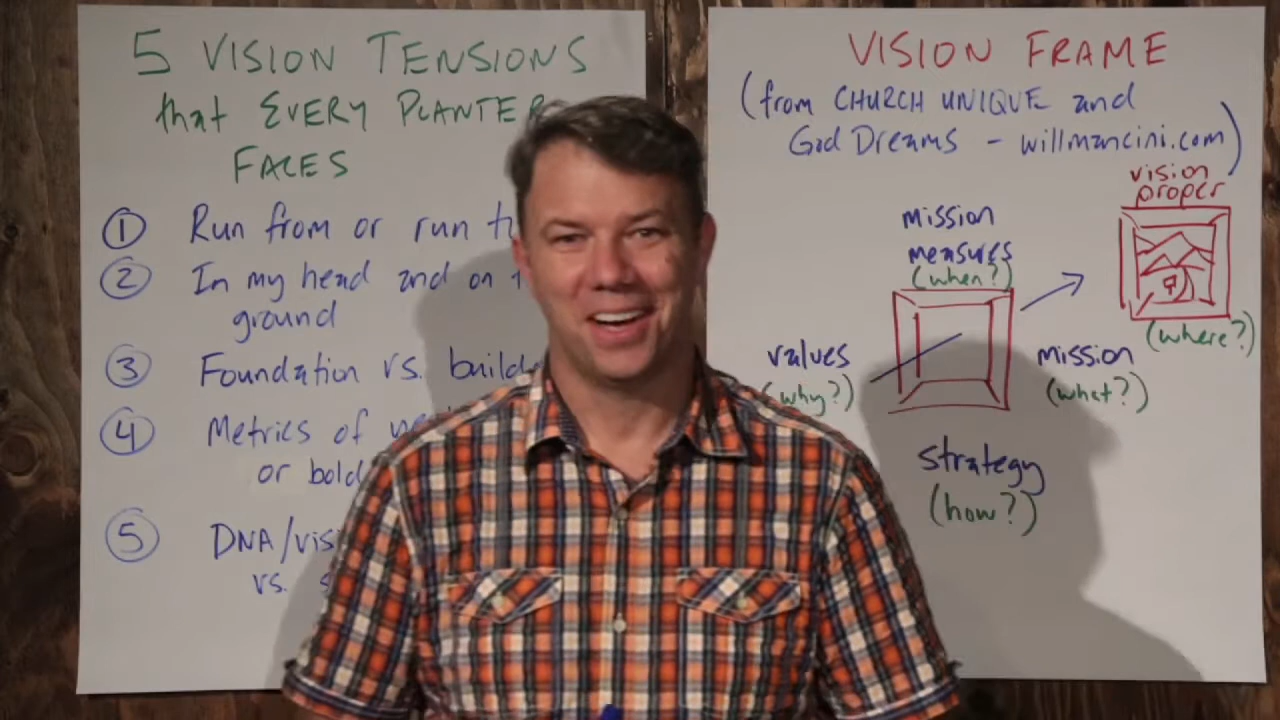 5 VISION TENSIONS
that EVERY PLANTER
FACES
1 Run from or run
2 In my head and on
ground
3 Foundation vs.
4 Metrics of
or bold
5 DNA/
vs.
VISION FRAME
(from CHURCH UNIQUE and
God Dreams - willmancini.com)
vision
proper
(where?)
mission
measures
(when?)
values
(why?)
mission
(what?)
strategy
(how?)